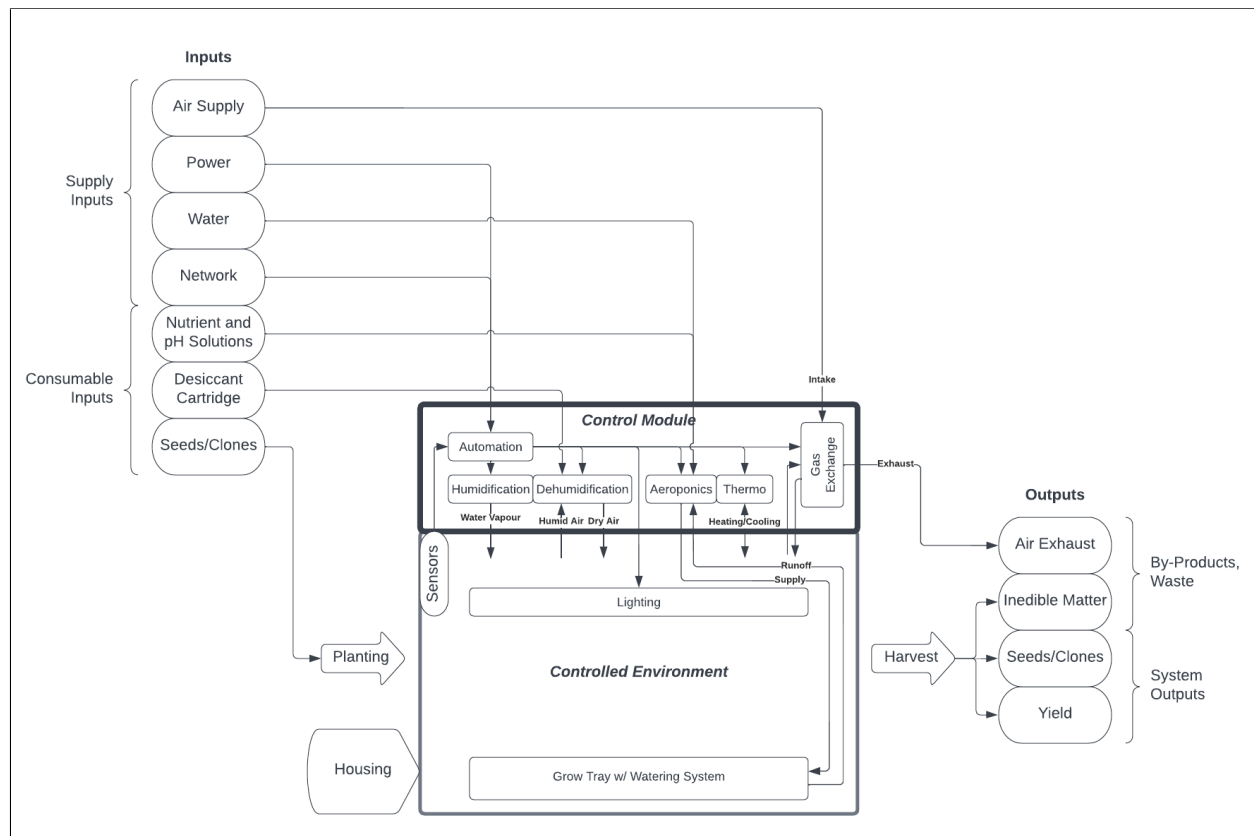 Inputs
Air Supply
Power
Supply
Inputs
Water
Network
Nutrient and
pH Solutions
Consumable
Inputs
Desiccant
Cartridge
Seeds/Clones
Intake
Control Module
Automation
Gas
Exchange
Humidification
Dehumidification
Aeroponics
Thermo
Exhaust
Water Vapour
Humid Air
Dry Air
Heating/Cooling
Sensors
Runoff
Supply
Lighting
Planting
Controlled Environment
Housing
Grow Tray w/ Watering System
Harvest
Outputs
Air Exhaust
Inedible Matter
By-Products,
Waste
Seeds/Clones
Yield
System
Outputs